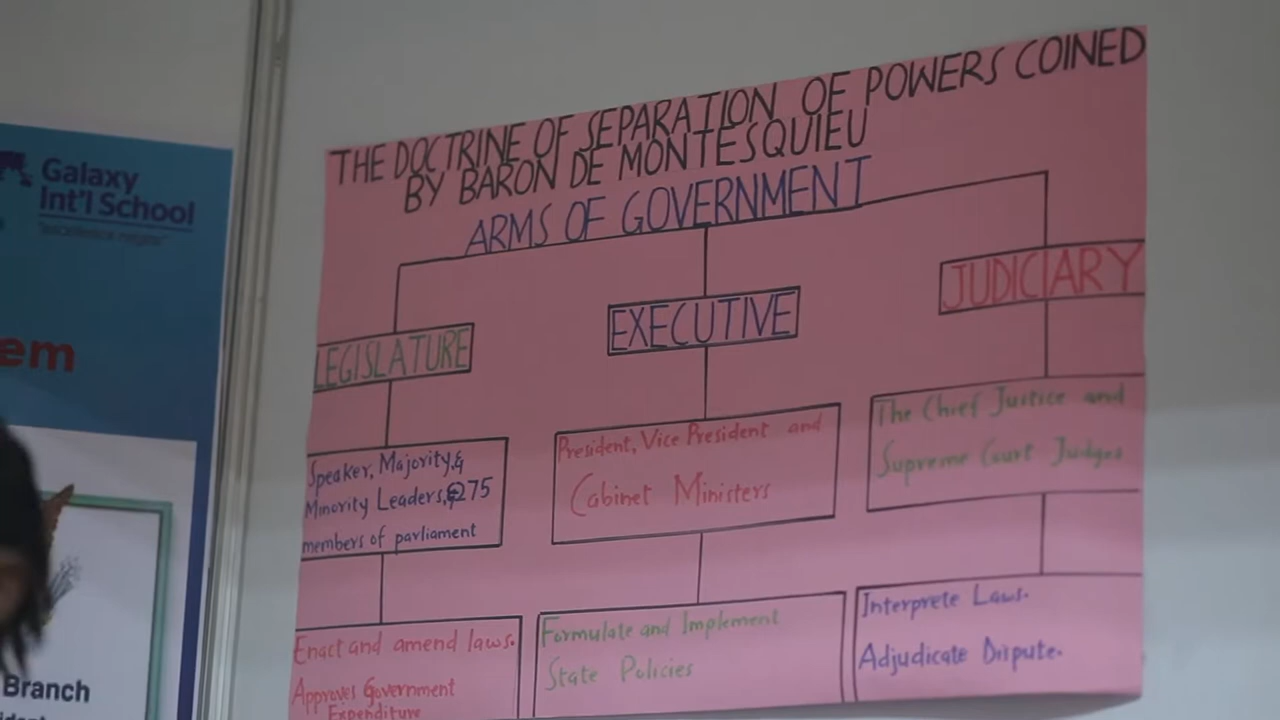 Galaxy
Int'l School
em
Branch
THE DOCTRINE OF SEPARATION OF POWERS COINED
BY BARON DE MONTESQUIEU
ARMS OF GOVERNMENT
LEGISLATURE
EXECUTIVE
JUDICIARY
Speaker, Majority &
Minority Leaders, 275
members of parliament
President, Vice President and
Cabinet Ministers
The Chief Justice and
Supreme Court Judges
Enact and amend laws.
Approves Government
Expenditure
Formulate and Implement
State Policies
Interprete Laws.
Adjudicate Dispute.